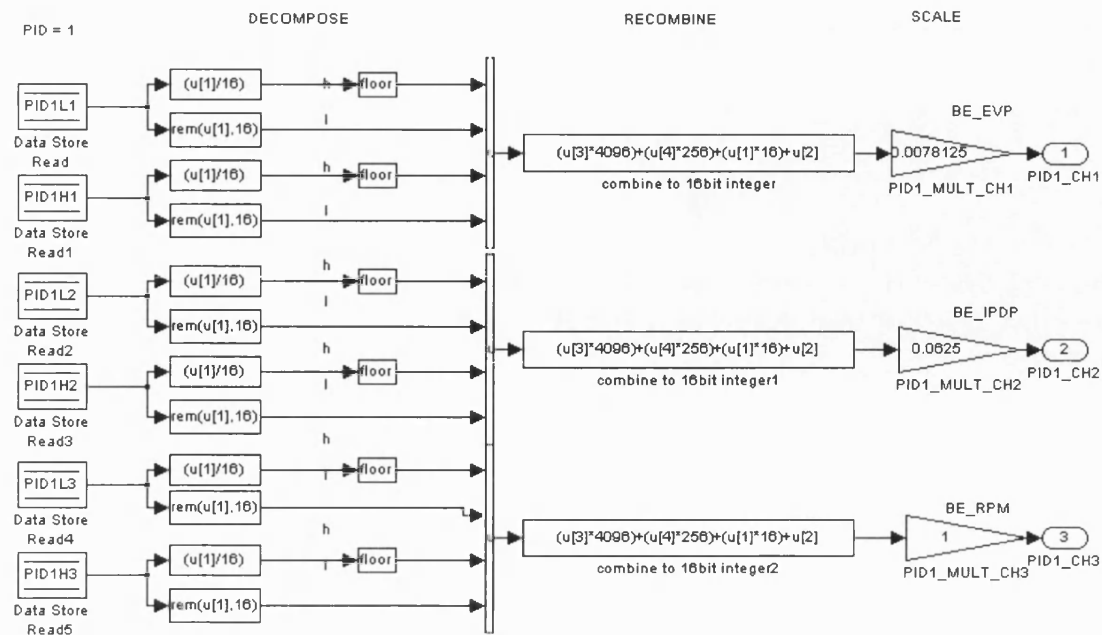 DECOMPOSE
RECOMBINE
SCALE
PID = 1
PID1L1
Data Store
Read
(u[1]/16)
h
floor
rem(u[1],16)
l
PID1H1
Data Store
Read1
(u[1]/16)
h
floor
rem(u[1],16)
l
(u[3]*4096)+(u[4]*256)+(u[1]*16)+u[2]
combine to 16bit integer
BE_EVP
0.0078125
PID1_MULT_CH1
1
PID1_CH1
PID1L2
Data Store
Read2
(u[1]/16)
h
floor
rem(u[1],16)
l
PID1H2
Data Store
Read3
(u[1]/16)
h
floor
rem(u[1],16)
l
(u[3]*4096)+(u[4]*256)+(u[1]*16)+u[2]
combine to 16bit integer1
BE_IPDP
0.0625
PID1_MULT_CH2
2
PID1_CH2
PID1L3
Data Store
Read4
(u[1]/16)
h
floor
rem(u[1],16)
l
PID1H3
Data Store
Read5
(u[1]/16)
h
floor
rem(u[1],16)
l
(u[3]*4096)+(u[4]*256)+(u[1]*16)+u[2]
combine to 16bit integer2
BE_RPM
1
PID1_MULT_CH3
3
PID1_CH3